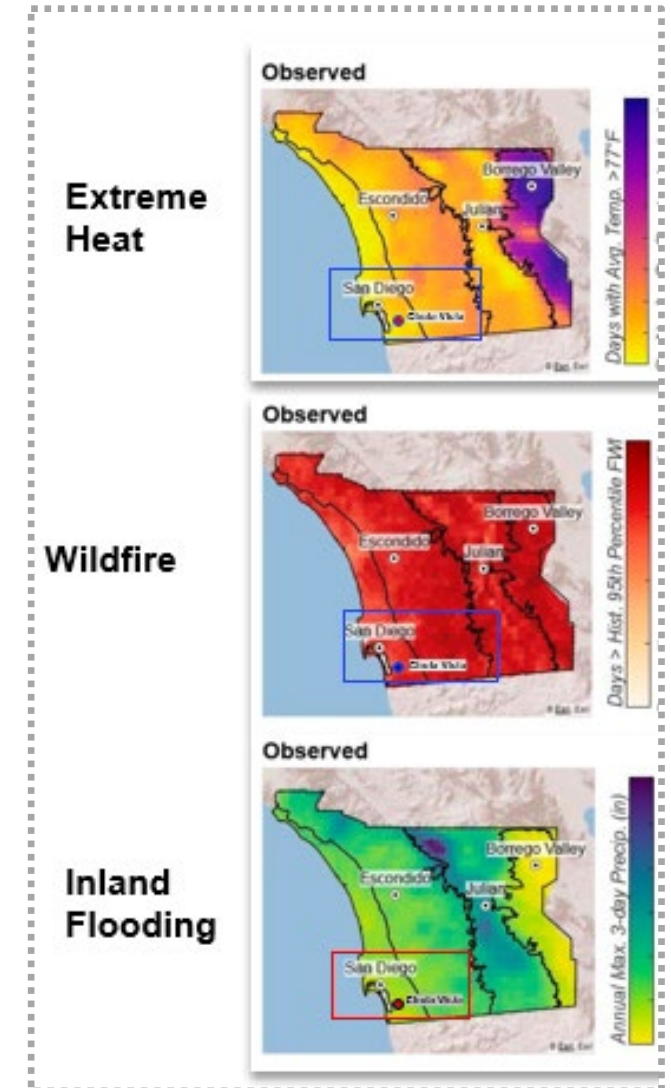 Observed
Extreme
Heat
Borrego Valley
Escondido
Julian
San Diego
Chula Vista
Days with Avg. Temp. >77°F
Observed
Wildfire
Borrego Valley
Escondido
Julian
San Diego
Chula Vista
Days > Hist. 95th Percentile FWI
Observed
Inland
Flooding
Borrego Valley
Escondido
Julian
San Diego
Chula Vista
Annual Max. 3-day Precip. (in)